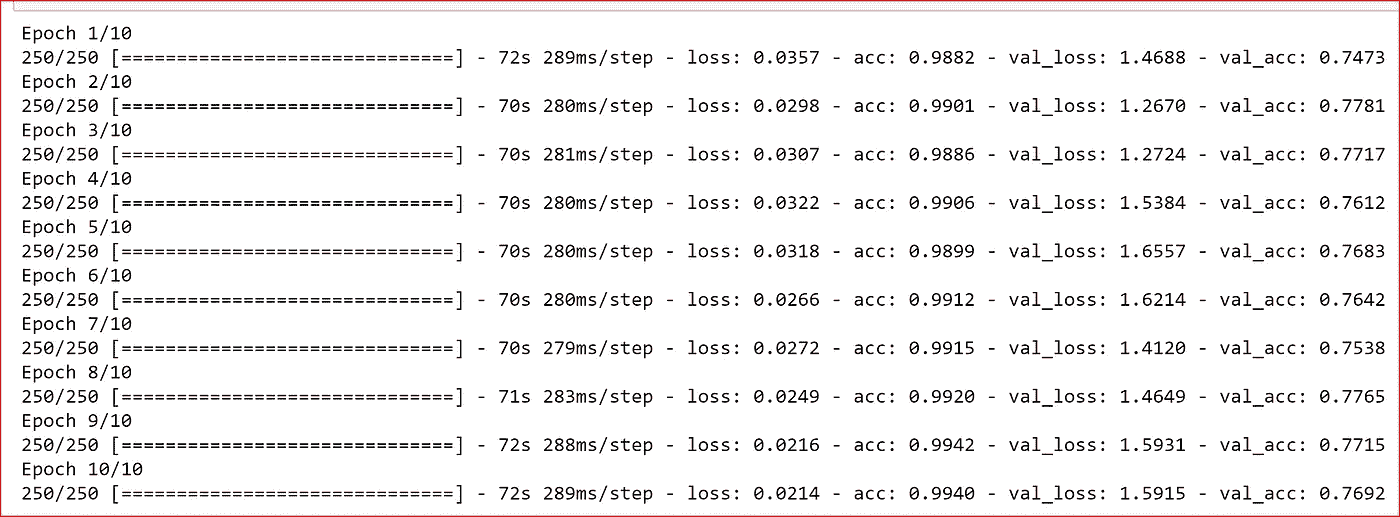 Epoch 1/10
250/250 [==============================] - 72s 289ms/step - loss: 0.0357 - acc: 0.9882 - val_loss: 1.4688 - val_acc: 0.7473
Epoch 2/10
250/250 [==============================] - 70s 280ms/step - loss: 0.0298 - acc: 0.9901 - val_loss: 1.2670 - val_acc: 0.7781
Epoch 3/10
250/250 [==============================] - 70s 281ms/step - loss: 0.0307 - acc: 0.9886 - val_loss: 1.2724 - val_acc: 0.7717
Epoch 4/10
250/250 [==============================] - 70s 280ms/step - loss: 0.0322 - acc: 0.9906 - val_loss: 1.5384 - val_acc: 0.7612
Epoch 5/10
250/250 [==============================] - 70s 280ms/step - loss: 0.0318 - acc: 0.9899 - val_loss: 1.6557 - val_acc: 0.7683
Epoch 6/10
250/250 [==============================] - 70s 280ms/step - loss: 0.0266 - acc: 0.9912 - val_loss: 1.6214 - val_acc: 0.7642
Epoch 7/10
250/250 [==============================] - 70s 279ms/step - loss: 0.0272 - acc: 0.9915 - val_loss: 1.4120 - val_acc: 0.7538
Epoch 8/10
250/250 [==============================] - 71s 283ms/step - loss: 0.0249 - acc: 0.9920 - val_loss: 1.4649 - val_acc: 0.7765
Epoch 9/10
250/250 [==============================] - 72s 288ms/step - loss: 0.0216 - acc: 0.9942 - val_loss: 1.5931 - val_acc: 0.7715
Epoch 10/10
250/250 [==============================] - 72s 289ms/step - loss: 0.0214 - acc: 0.9940 - val_loss: 1.5915 - val_acc: 0.7692